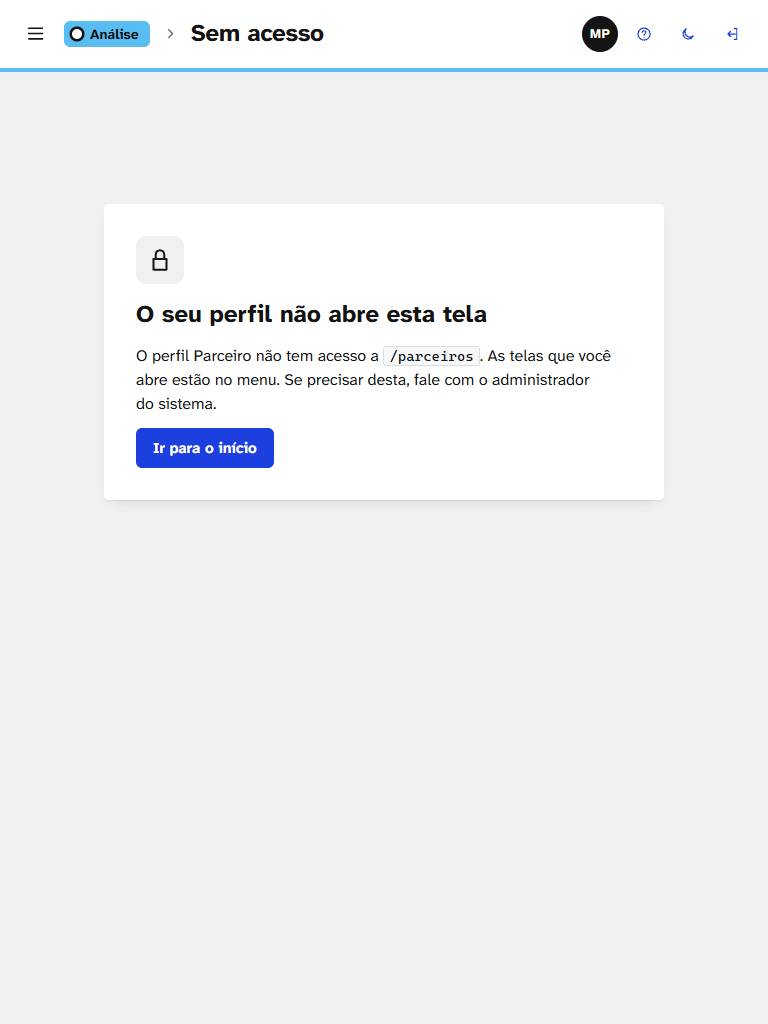 Análise
Sem acesso
MP
O seu perfil não abre esta tela
O perfil Parceiro não tem acesso a /parceiros. As telas que você
abre estão no menu. Se precisar desta, fale com o administrador
do sistema.
Ir para o início